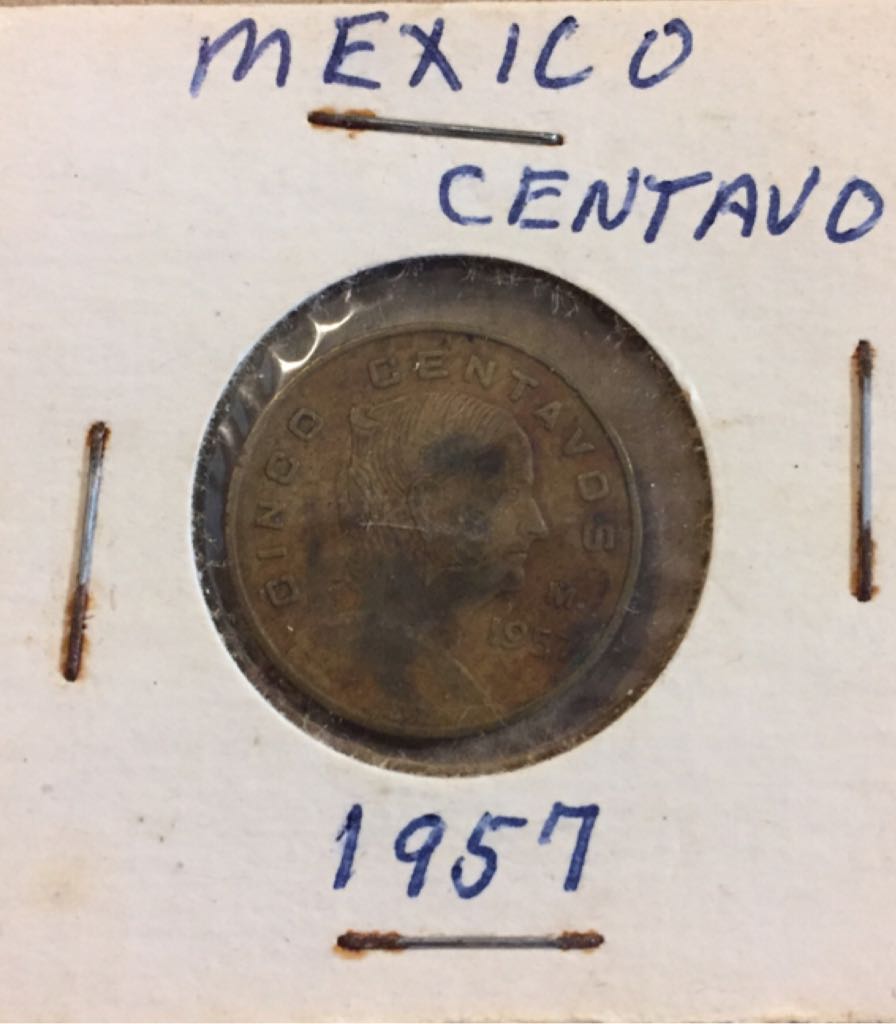 MEXICO
CENTAVO
CINCO CENTAVOS
M.
1957